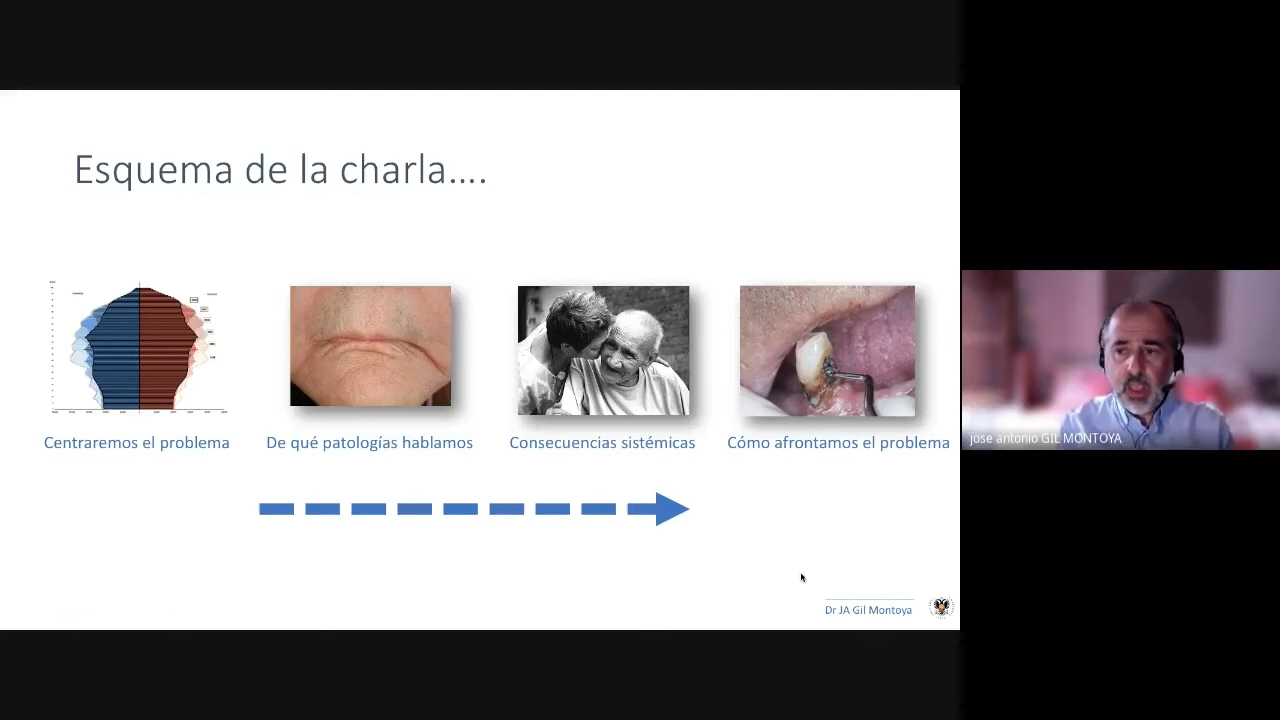 Esquema de la charla....
Centraremos el problema
De qué patologías hablamos
Consecuencias sistémicas
Cómo afrontamos el problema
jose antonio GIL MONTOYA
Dr JA Gil Montoya